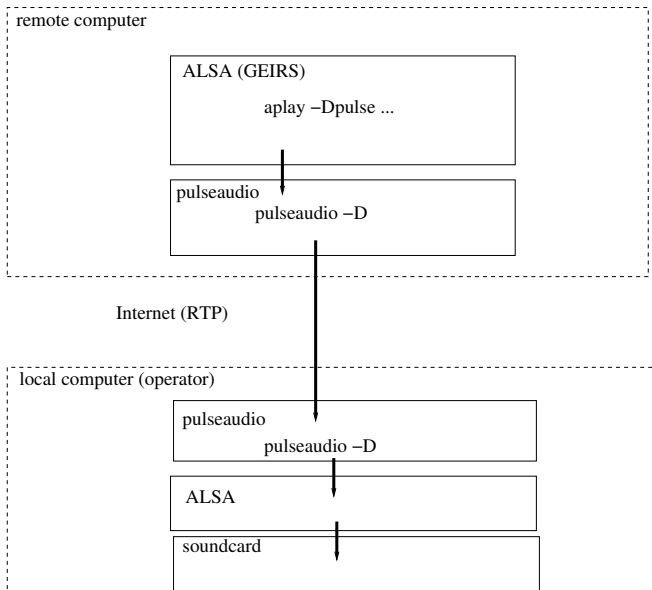 remote computer
ALSA (GEIRS)
aplay −Dpulse ...
pulseaudio
pulseaudio −D
Internet (RTP)
local computer (operator)
pulseaudio
pulseaudio −D
ALSA
soundcard